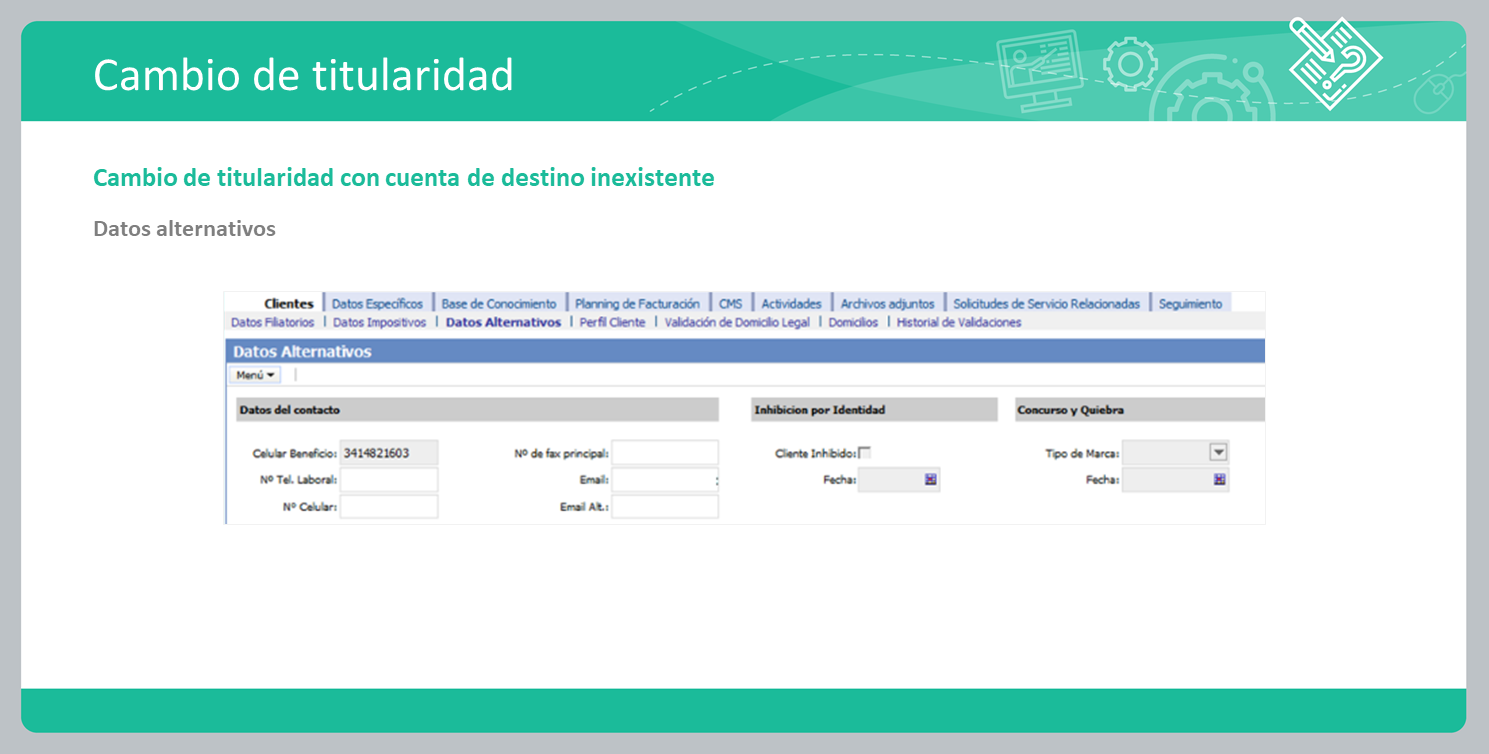 Cambio de titularidad
Cambio de titularidad con cuenta de destino inexistente
Datos alternativos
Clientes | Datos Específicos | Base de Conocimiento | Planning de Facturación | CMS | Actividades | Archivos adjuntos | Solicitudes de Servicio Relacionadas | Seguimiento
Datos Filiatorios | Datos Impositivos | Datos Alternativos | Perfil Cliente | Validación de Domicilio Legal | Domicilios | Historial de Validaciones
Datos Alternativos
Menú
Datos del contacto Inhibicion por Identidad Concurso y Quiebra
Celular Beneficio: 3414821603 Nº de fax principal: Cliente Inhibido: Tipo de Marca:
Nº Tel. Laboral: Email: : Fecha: Fecha:
Nº Celular: Email Alt.: